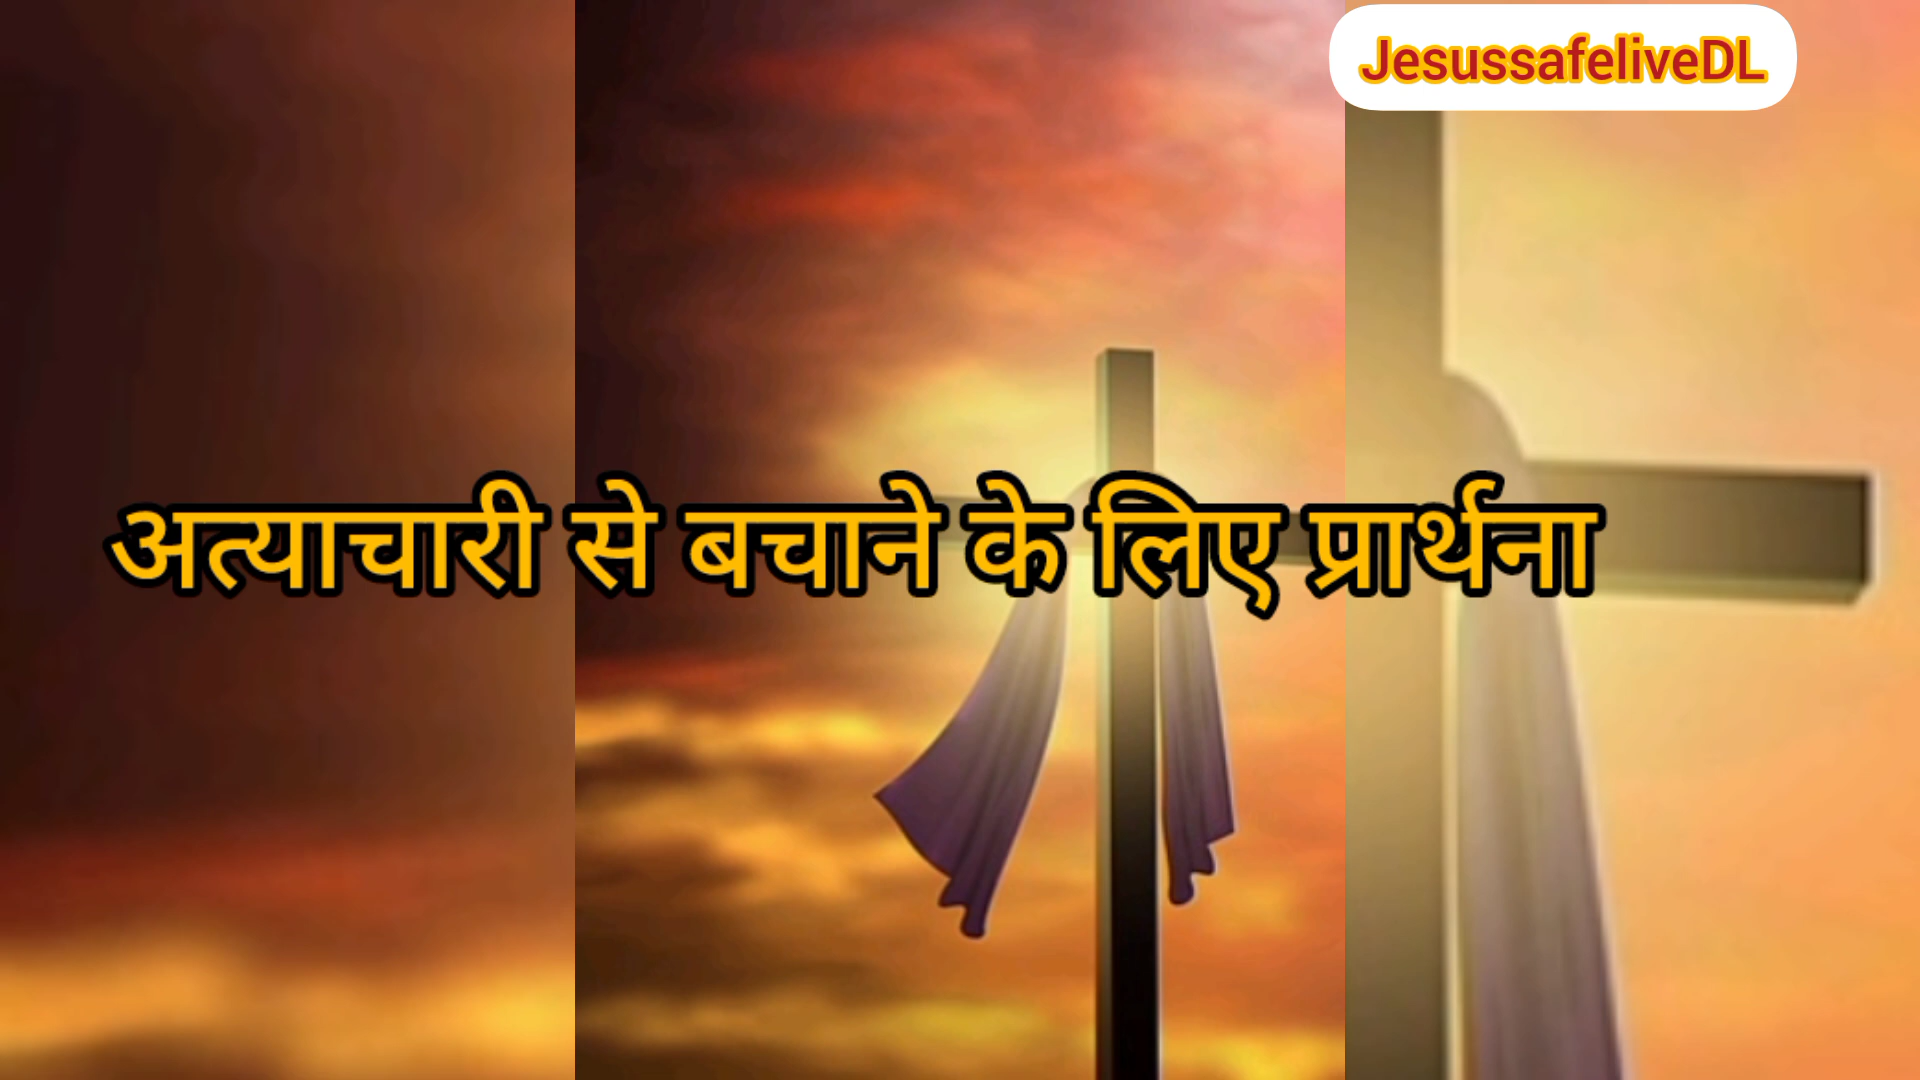 JesussafeliveDL
अत्याचारी से बचाने के लिए प्रार्थना